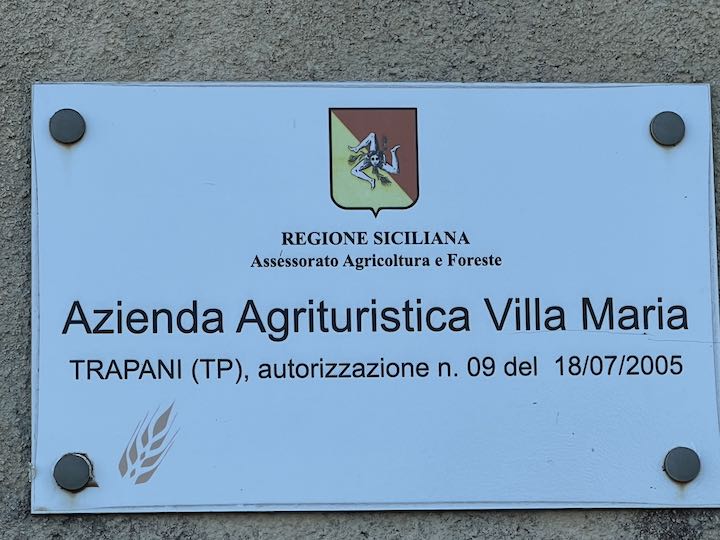 REGIONE SICILIANA
Assessorato Agricoltura e Foreste
Azienda Agrituristica Villa Maria
TRAPANI (TP), autorizzazione n. 09 del 18/07/2005